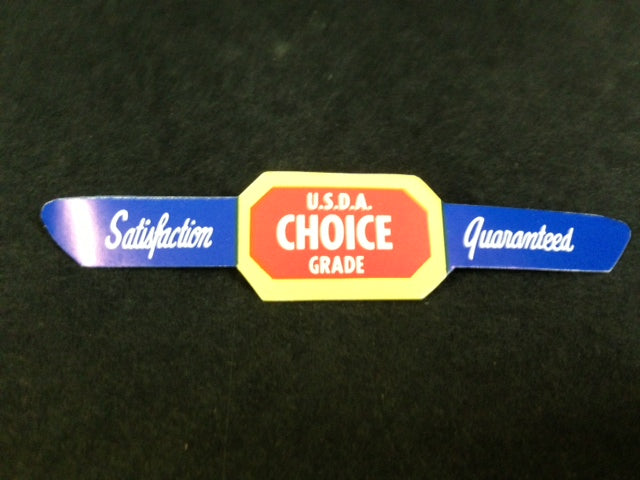 Satisfaction
U.S.D.A.
CHOICE
GRADE
Guaranteed